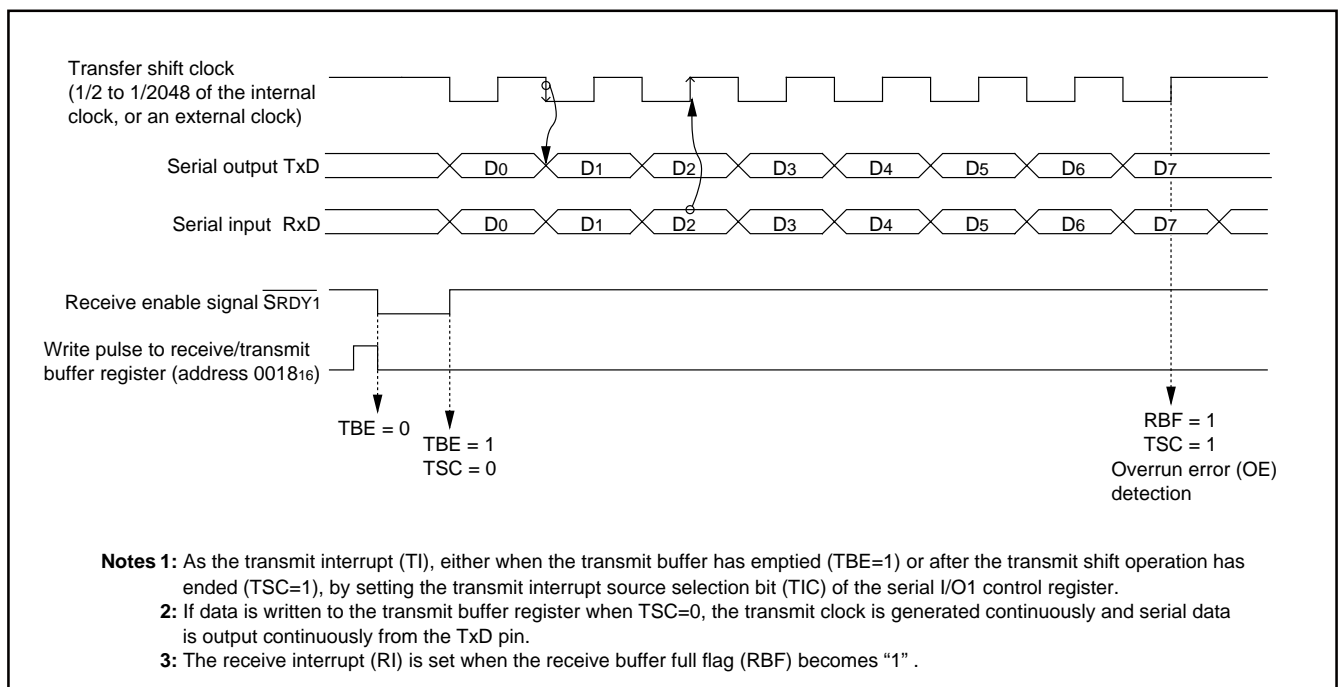 Transfer shift clock
(1/2 to 1/2048 of the internal
clock, or an external clock)
Serial output TxD
D0 D1 D2 D3 D4 D5 D6 D7
Serial input RxD
D0 D1 D2 D3 D4 D5 D6 D7
Receive enable signal S̅R̅D̅Y̅1̅
Write pulse to receive/transmit
buffer register (address 001816)
TBE = 0
TBE = 1
TSC = 0
RBF = 1
TSC = 1
Overrun error (OE)
detection
Notes 1: As the transmit interrupt (TI), either when the transmit buffer has emptied (TBE=1) or after the transmit shift operation has
ended (TSC=1), by setting the transmit interrupt source selection bit (TIC) of the serial I/O1 control register.
2: If data is written to the transmit buffer register when TSC=0, the transmit clock is generated continuously and serial data
is output continuously from the TxD pin.
3: The receive interrupt (RI) is set when the receive buffer full flag (RBF) becomes “1” .